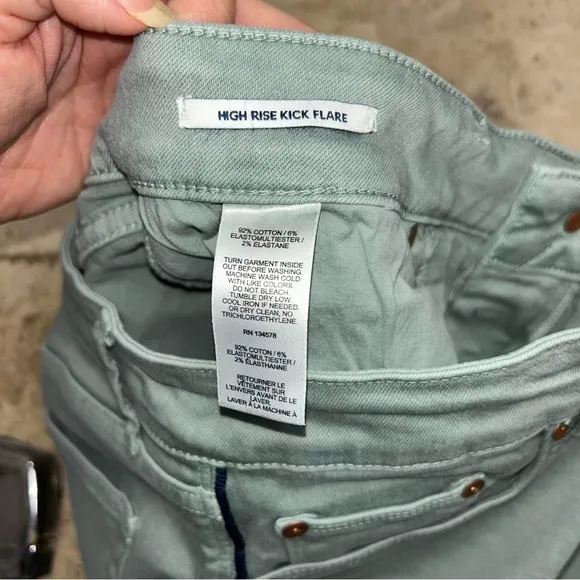 HIGH RISE KICK FLARE
92% COTTON / 6%
ELASTOMULTIESTER /
2% ELASTANE
TURN GARMENT INSIDE
OUT BEFORE WASHING.
MACHINE WASH COLD
WITH LIKE COLORS.
DO NOT BLEACH.
TUMBLE DRY LOW.
COOL IRON IF NEEDED.
OR DRY CLEAN, NO
TRICHLOROETHYLENE.
RN 134578
92% COTON / 6%
ELASTOMULTIESTER /
2% ELASTHANNE
RETOURNER LE
VÊTEMENT SUR
L'ENVERS AVANT DE LE
LAVER.
LAVER À LA MACHINE À